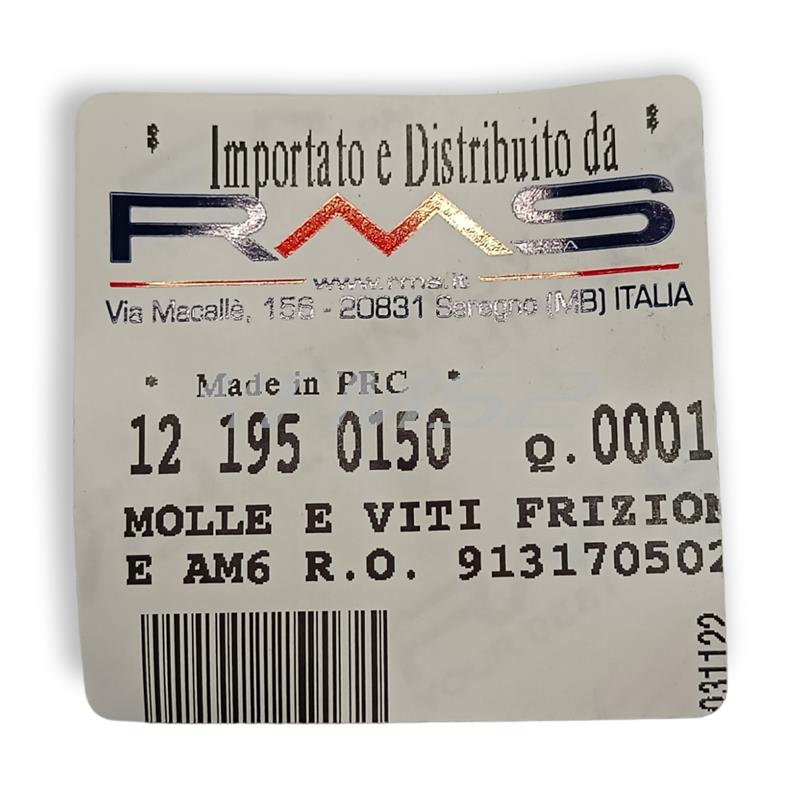 * Importato e Distribuito da *
RMS
www.rms.it
Via Macallè, 156 - 20831 Seregno (MB) ITALIA
* Made in PRC *
12 195 0150 Q.0001
MOLLE E VITI FRIZION
E AM6 R.O. 913170502
031122